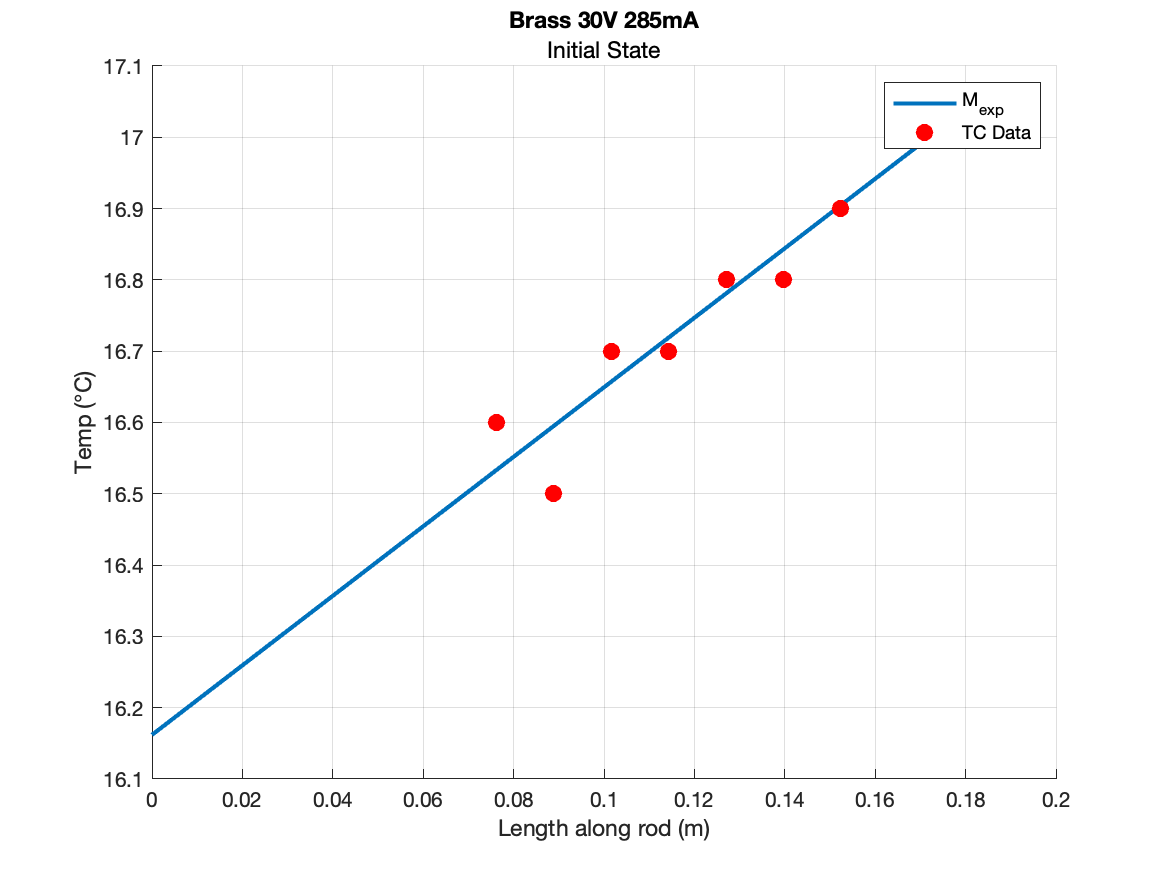 Brass 30V 285mA
Initial State
M_exp
TC Data
Temp (°C)
17.1
17
16.9
16.8
16.7
16.6
16.5
16.4
16.3
16.2
16.1
0 0.02 0.04 0.06 0.08 0.1 0.12 0.14 0.16 0.18 0.2
Length along rod (m)